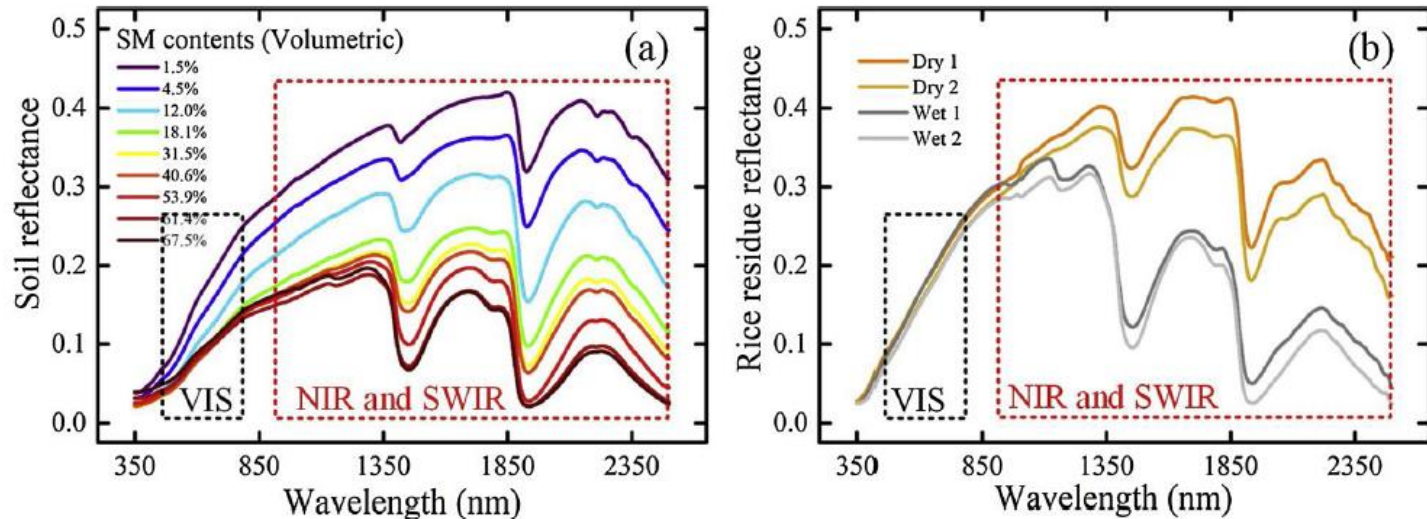 (a)
SM contents (Volumetric)
1.5%
4.5%
12.0%
18.1%
31.5%
40.6%
53.9%
61.4%
67.5%
VIS
NIR and SWIR
0.5
0.4
0.3
0.2
0.1
0.0
Soil reflectance
350
850
1350
1850
2350
Wavelength (nm)
(b)
Dry 1
Dry 2
Wet 1
Wet 2
VIS
NIR and SWIR
0.5
0.4
0.3
0.2
0.1
0.0
Rice residue reflectance
350
850
1350
1850
2350
Wavelength (nm)